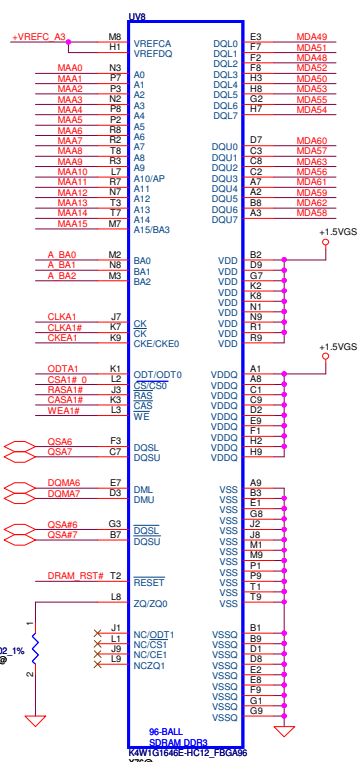 UV8
+VREFC_A3 M8 VREFCA DQL0 E3 MDA49
H1 VREFDQ DQL1 F7 MDA51
DQL2 F2 MDA48
MAA0 N3 A0 DQL3 F8 MDA52
MAA1 P7 A1 DQL4 H3 MDA50
MAA2 P3 A2 DQL5 H8 MDA53
MAA3 N2 A3 DQL6 G2 MDA55
MAA4 P8 A4 DQL7 H7 MDA54
MAA5 P2 A5
MAA6 R8 A6
MAA7 R2 A7 DQU0 D7 MDA60
MAA8 T8 A8 DQU1 C3 MDA57
MAA9 R3 A9 DQU2 C8 MDA63
MAA10 L7 A10/AP DQU3 C2 MDA56
MAA11 R7 A11 DQU4 A7 MDA61
MAA12 N7 A12 DQU5 A2 MDA59
MAA13 T3 A13 DQU6 B8 MDA62
MAA14 T7 A14 DQU7 A3 MDA58
MAA15 M7 A15/BA3
+1.5VGS
A_BA0 M2 BA0 VDD B2
A_BA1 N8 BA1 VDD D9
A_BA2 M3 BA2 VDD G7
VDD K2
VDD K8
VDD N1
CLKA1 J7 CK VDD N9
CLKA1# K7 CK VDD R1
CKEA1 K9 CKE/CKE0 VDD R9
+1.5VGS
ODTA1 K1 ODT/ODT0 VDDQ A1
CSA1#_0 L2 CS/CS0 VDDQ A8
RASA1# J3 RAS VDDQ C1
CASA1# K3 CAS VDDQ C9
WEA1# L3 WE VDDQ D2
VDDQ E9
VDDQ F1
QSA6 F3 DQSL VDDQ H2
QSA7 C7 DQSU VDDQ H9
DQMA6 E7 DML VSS A9
DQMA7 D3 DMU VSS B3
VSS E1
VSS G8
QSA#6 G3 DQSL VSS J2
QSA#7 B7 DQSU VSS J8
VSS M1
VSS M9
VSS P1
DRAM_RST# T2 RESET VSS P9
VSS T1
L8 ZQ/ZQ0 VSS T9
1
J1 NC/ODT1 VSSQ B1
L1 NC/CS1 VSSQ B9
J9 NC/CE1 VSSQ D1
L9 NCZQ1 VSSQ D8
02_1%
VSSQ E2
2
VSSQ E8
VSSQ F9
VSSQ G1
VSSQ G9
96-BALL
SDRAM DDR3
K4W1G1646E-HC12_FBGA96